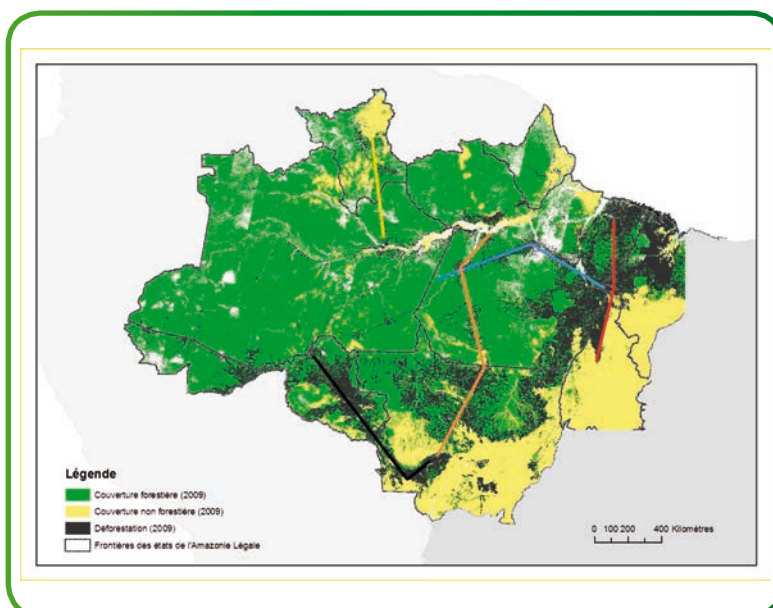 Légende
Couverture forestière (2009)
Couverture non forestière (2009)
Déforestation (2009)
Frontières des états de l'Amazonie Légale
0 100 200 400 Kilomètres